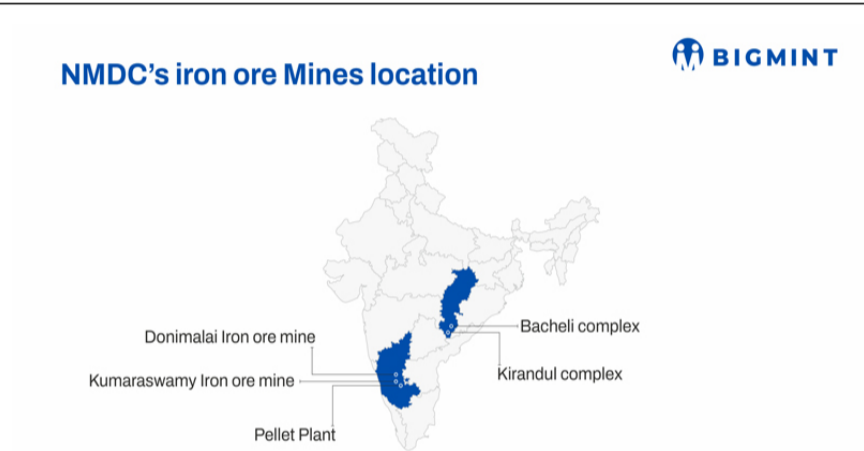 BIGMINT
NMDC’s iron ore Mines location
Bacheli complex
Donimalai Iron ore mine
Kirandul complex
Kumaraswamy Iron ore mine
Pellet Plant